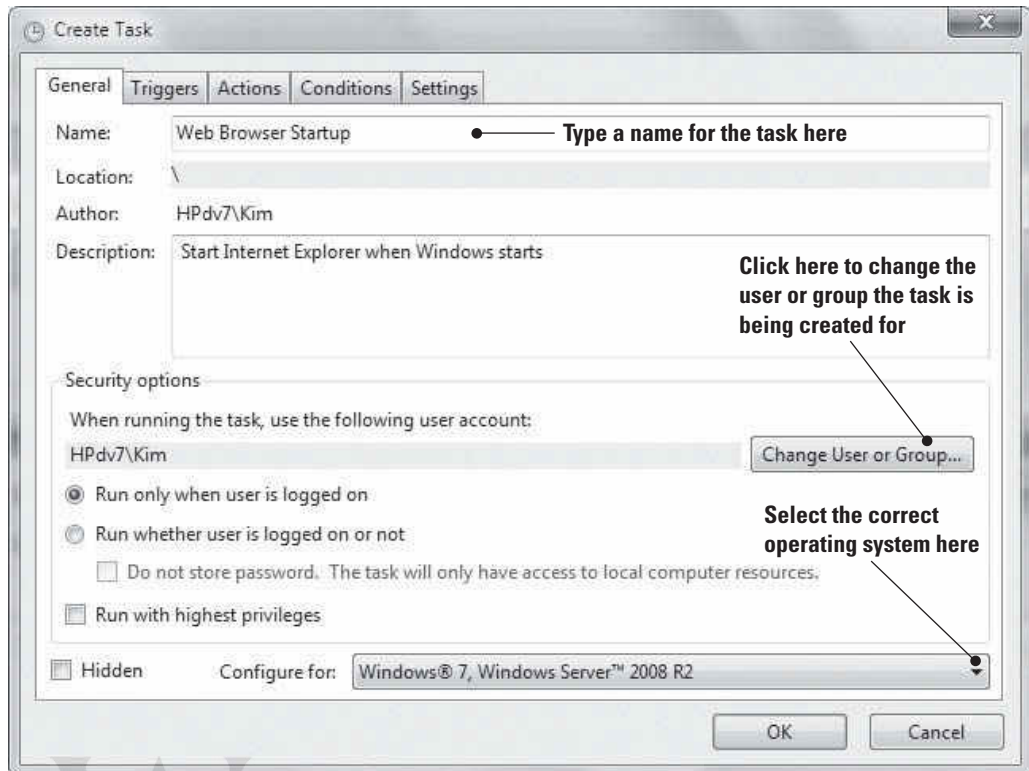 Create Task
General Triggers Actions Conditions Settings
Name: Web Browser Startup
Type a name for the task here
Location: \
Author: HPdv7\Kim
Description: Start Internet Explorer when Windows starts
Click here to change the
user or group the task is
being created for
Security options
When running the task, use the following user account:
HPdv7\Kim
Change User or Group...
Run only when user is logged on
Run whether user is logged on or not
Select the correct
operating system here
Do not store password. The task will only have access to local computer resources.
Run with highest privileges
Hidden Configure for: Windows® 7, Windows Server™ 2008 R2
OK Cancel